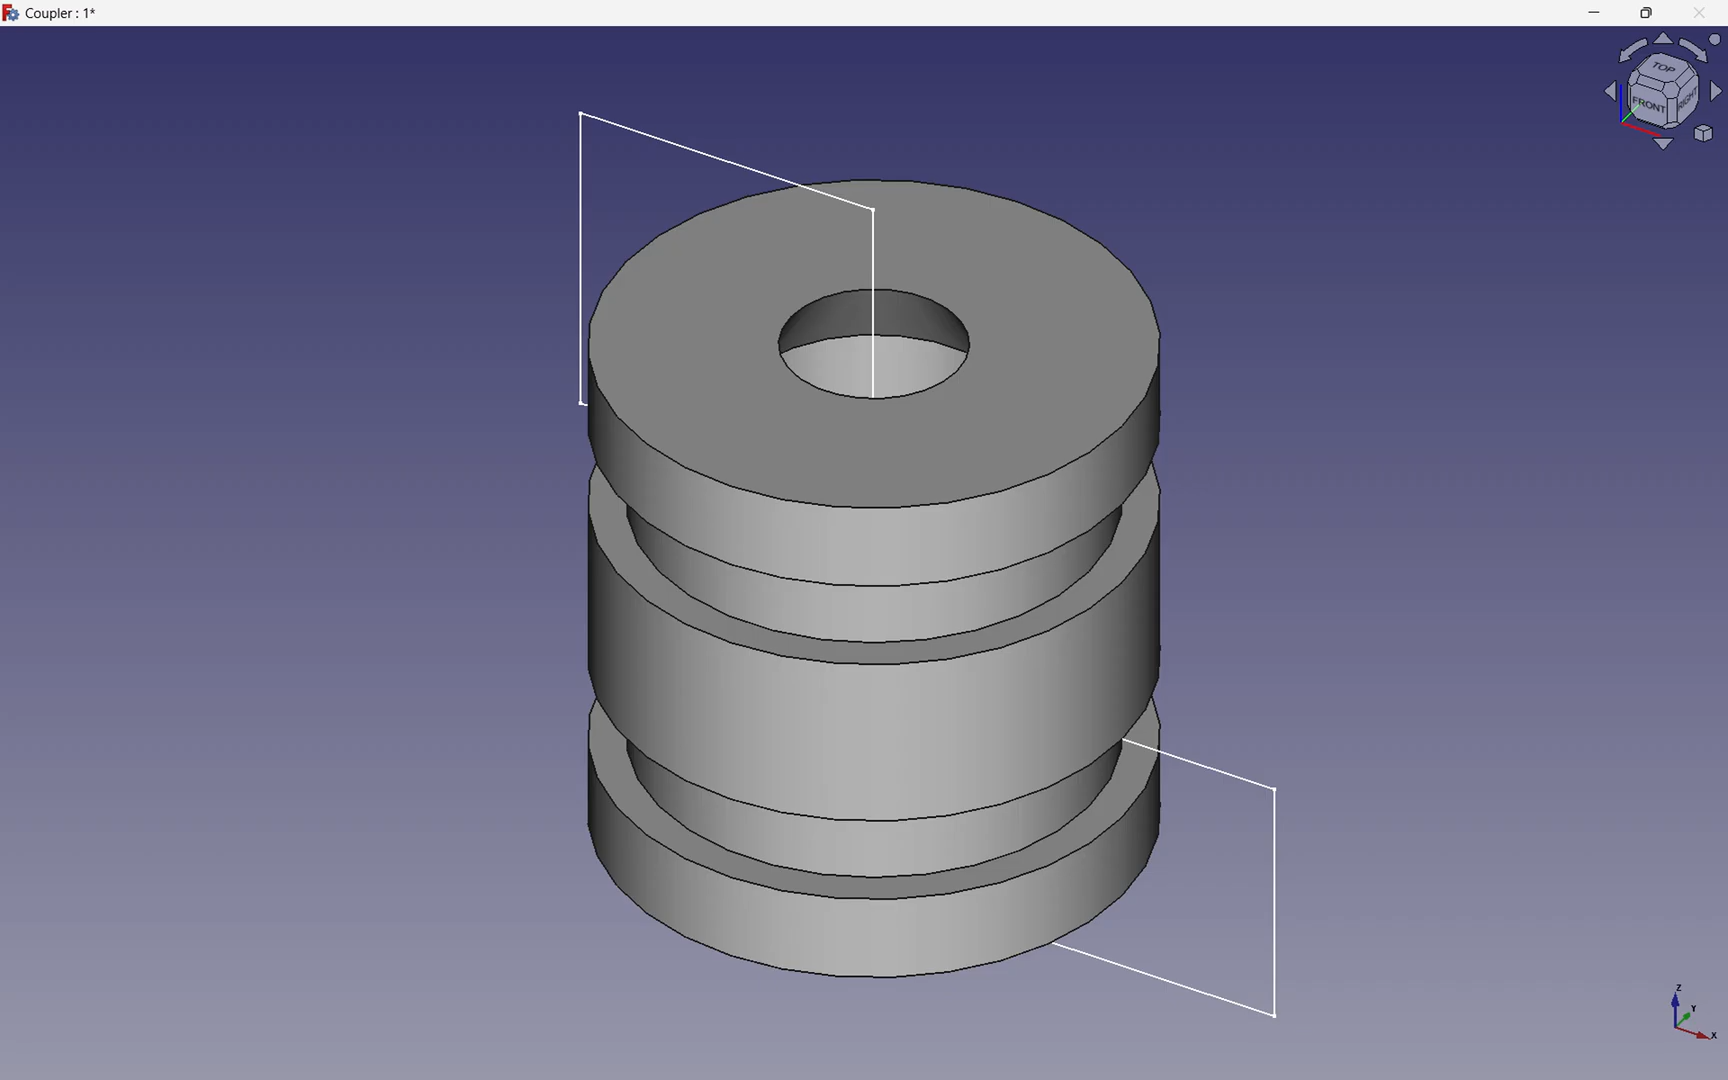 Coupler : 1*
TOP
FRONT
RIGHT
Z
Y
X